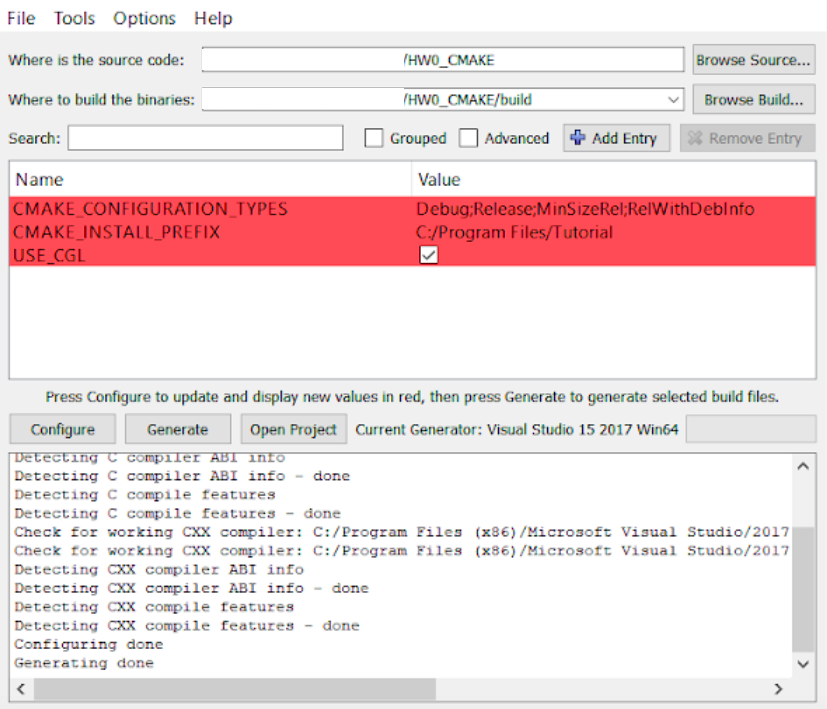 File Tools Options Help
Where is the source code: /HW0_CMAKE Browse Source...
Where to build the binaries: /HW0_CMAKE/build Browse Build...
Search: Grouped Advanced Add Entry Remove Entry
Name Value
CMAKE_CONFIGURATION_TYPES Debug;Release;MinSizeRel;RelWithDebInfo
CMAKE_INSTALL_PREFIX C:/Program Files/Tutorial
USE_CGL
Press Configure to update and display new values in red, then press Generate to generate selected build files.
Configure Generate Open Project Current Generator: Visual Studio 15 2017 Win64
Detecting C compiler ABI info
Detecting C compiler ABI info - done
Detecting C compile features
Detecting C compile features - done
Check for working CXX compiler: C:/Program Files (x86)/Microsoft Visual Studio/2017
Check for working CXX compiler: C:/Program Files (x86)/Microsoft Visual Studio/2017
Detecting CXX compiler ABI info
Detecting CXX compiler ABI info - done
Detecting CXX compile features
Detecting CXX compile features - done
Configuring done
Generating done